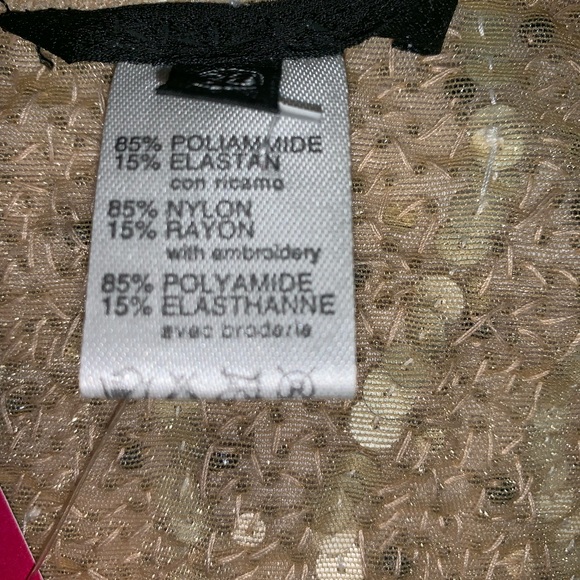 85% POLIAMMIDE
15% ELASTAN
con ricamo
85% NYLON
15% RAYON
with embroidery
85% POLYAMIDE
15% ELASTHANNE
avec broderie